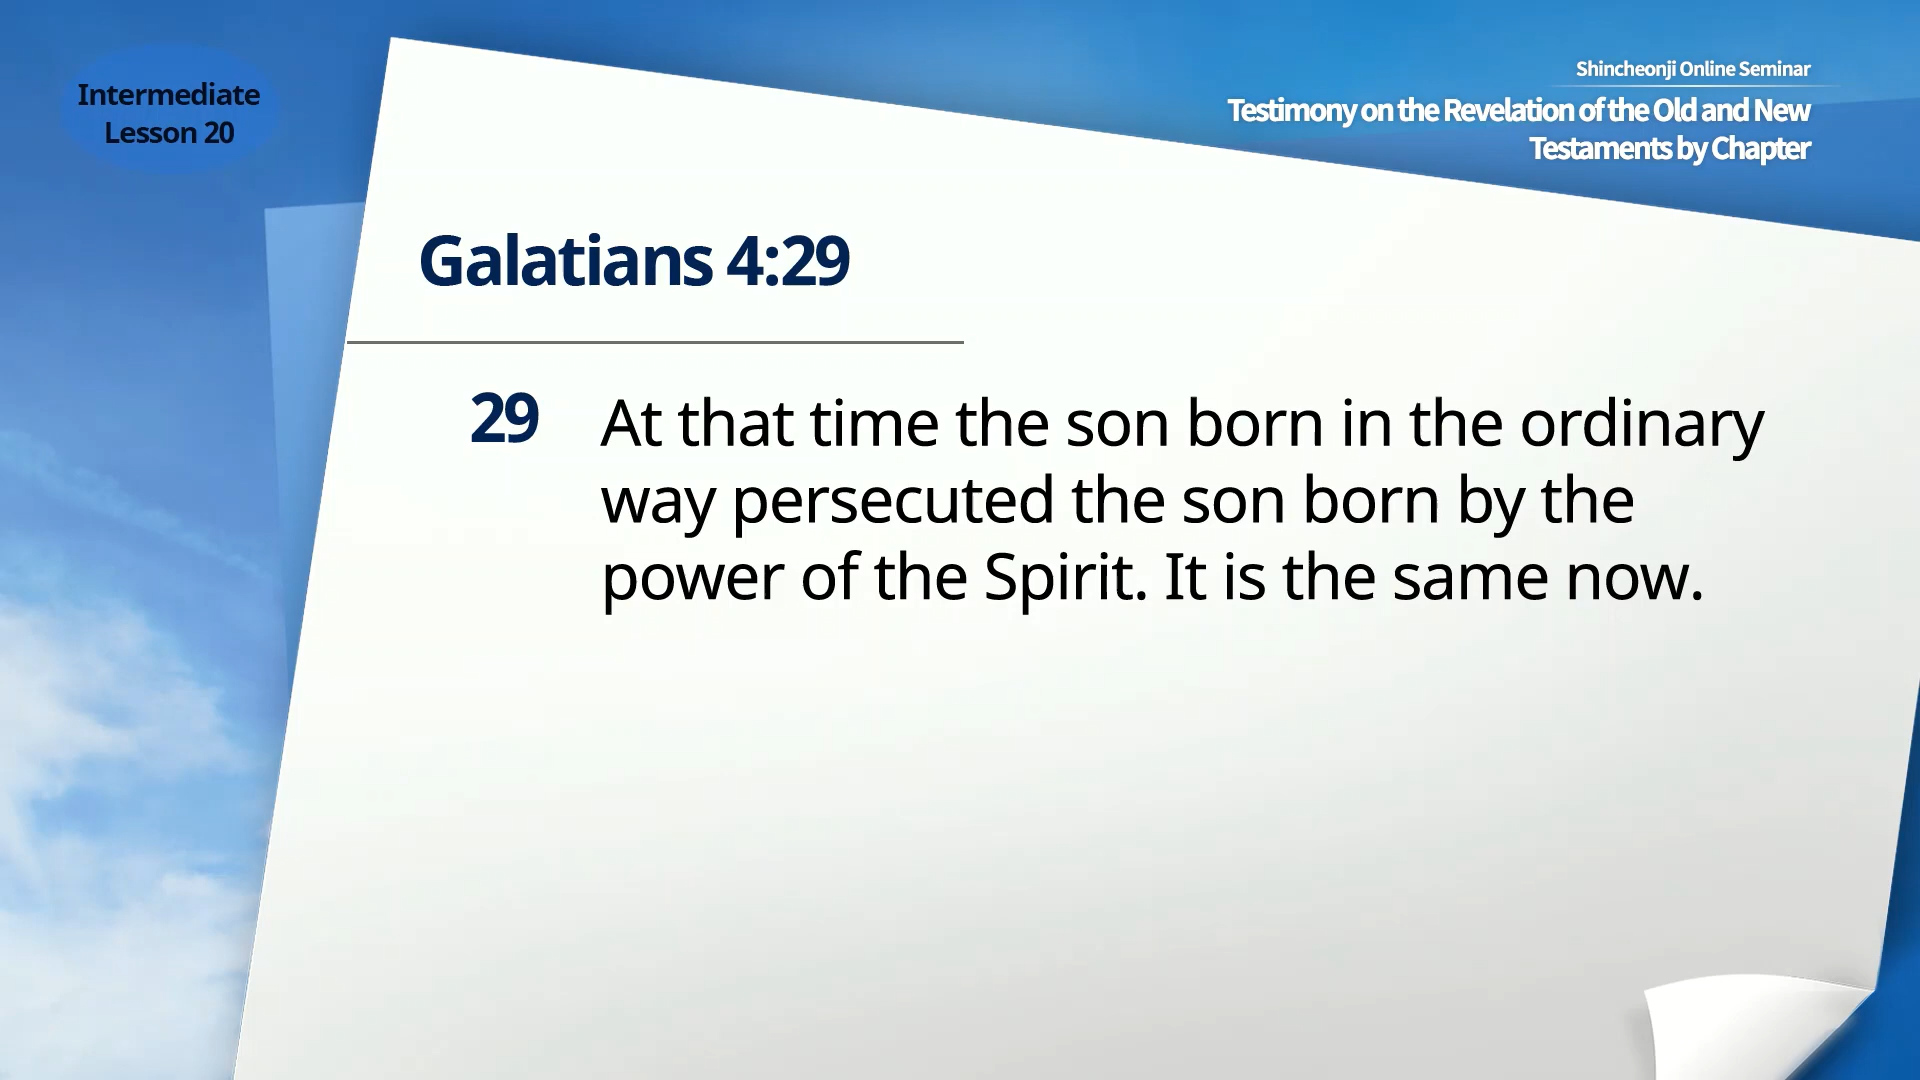 Intermediate
Lesson 20
Shincheonji Online Seminar
Testimony on the Revelation of the Old and New
Testaments by Chapter
Galatians 4:29
29 At that time the son born in the ordinary
way persecuted the son born by the
power of the Spirit. It is the same now.